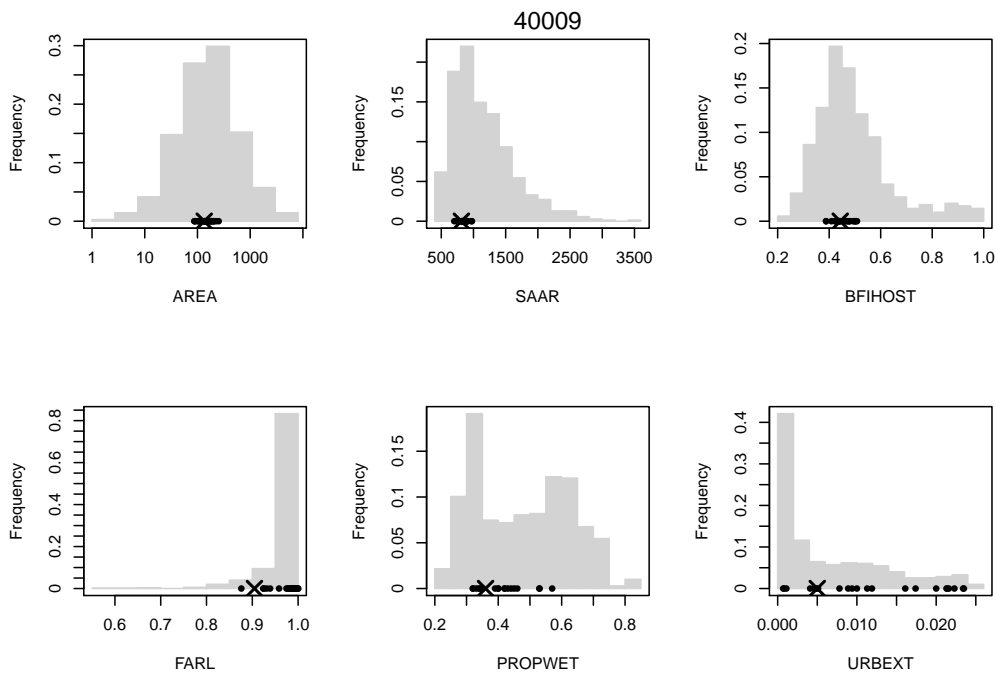 40009
Frequency
0 0.1 0.2 0.3
1 10 100 1000
AREA
Frequency
0 0.05 0.15
500 1500 2500 3500
SAAR
Frequency
0 0.05 0.1 0.15 0.2
0.2 0.4 0.6 0.8 1.0
BFIHOST
Frequency
0 0.2 0.4 0.6 0.8
0.6 0.7 0.8 0.9 1.0
FARL
Frequency
0 0.05 0.1 0.15
0.2 0.4 0.6 0.8
PROPWET
Frequency
0 0.1 0.2 0.3 0.4
0.000 0.010 0.020
URBEXT